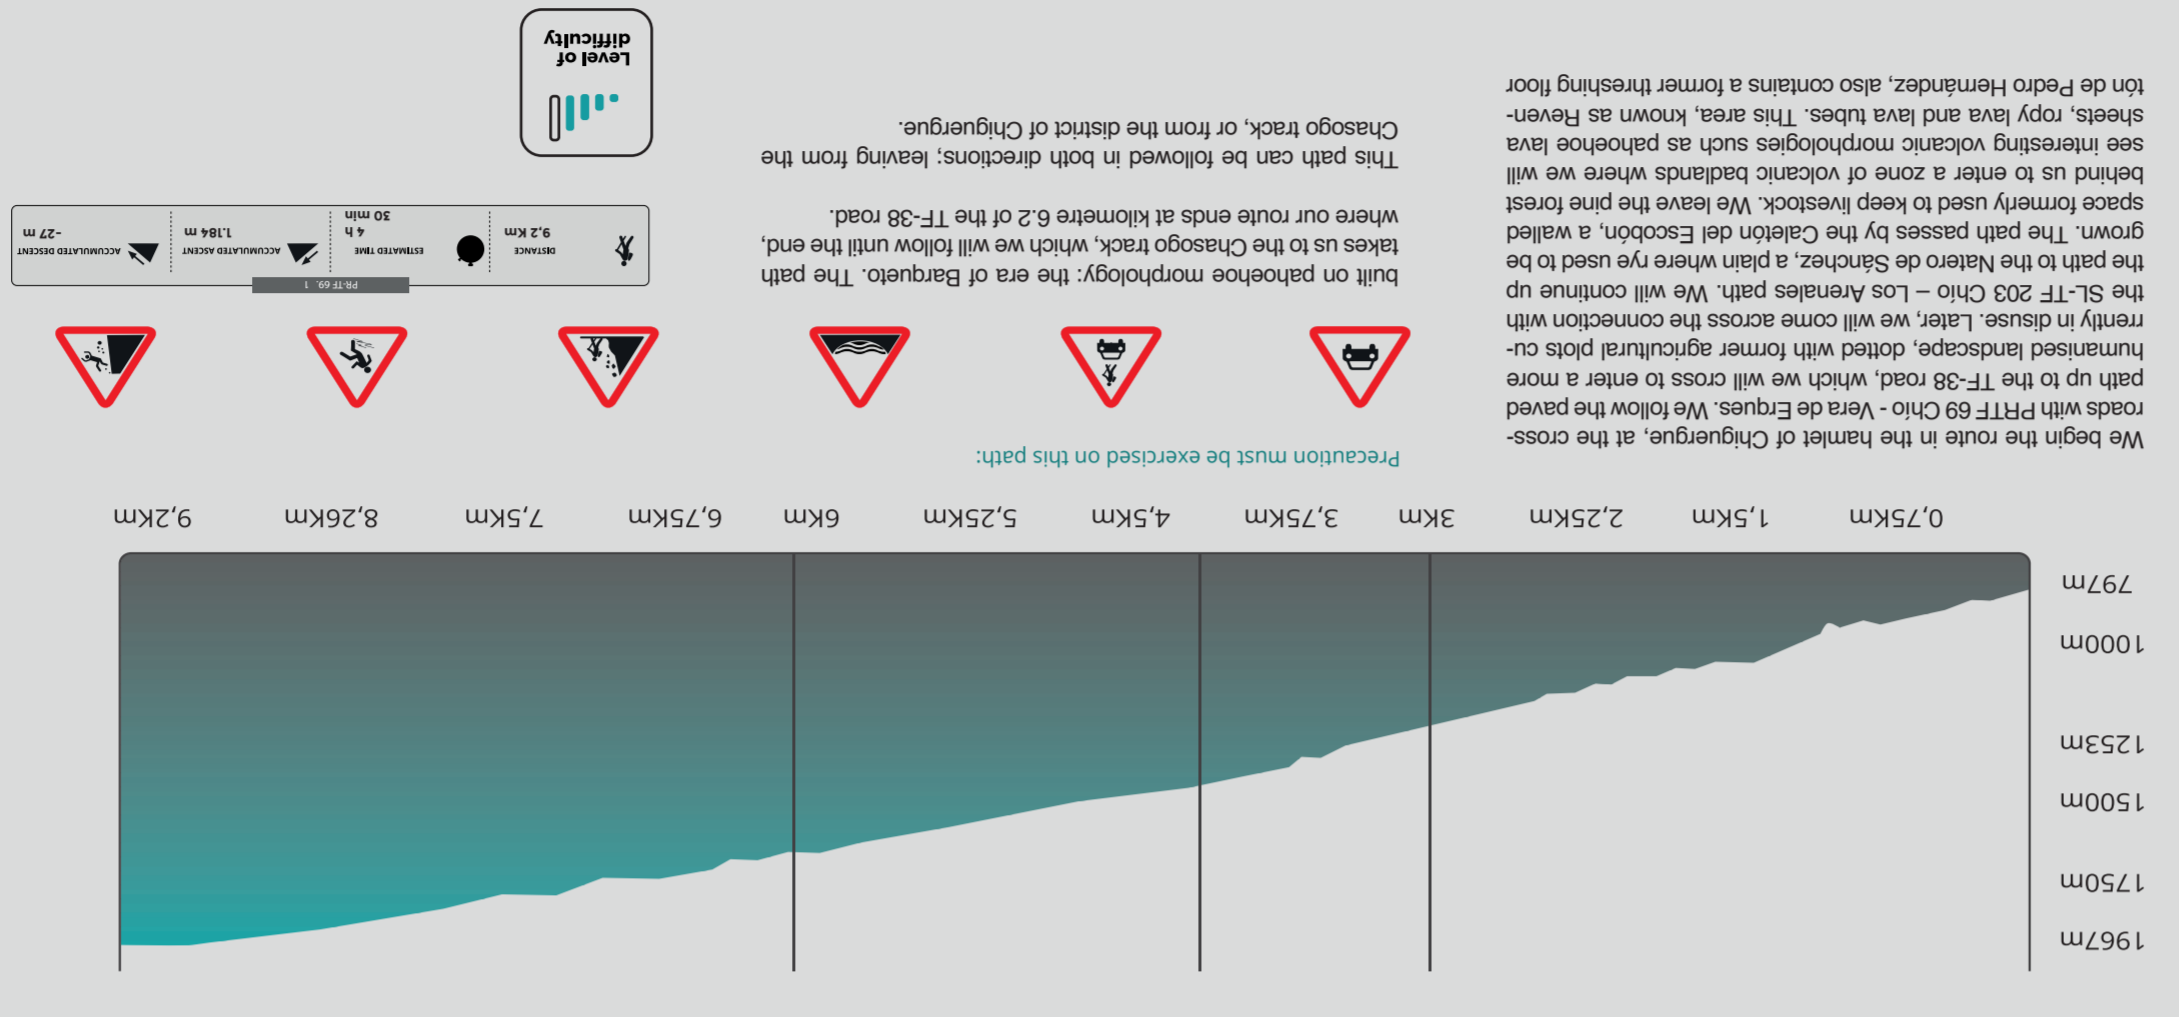 1967m
1750m
1500m
1253m
1000m
797m
0,75Km
1,5Km
2,25Km
3Km
3,75Km
4,5Km
5,25Km
6Km
6,75Km
7,5Km
8,26Km
9,2Km
We begin the route in the hamlet of Chiguergue, at the cross-
roads with PRTF 69 Chío - Vera de Erques. We follow the paved
path up to the TF-38 road, which we will cross to enter a more
humanised landscape, dotted with former agricultural plots cu-
rrently in disuse. Later, we will come across the connection with
the SL-TF 203 Chío – Los Arenales path. We will continue up
the path to the Natero de Sánchez, a plain where rye used to be
grown. The path passes by the Caletón del Escobón, a walled
space formerly used to keep livestock. We leave the pine forest
behind us to enter a zone of volcanic badlands where we will
see interesting volcanic morphologies such as pahoehoe lava
sheets, ropy lava and lava tubes. This area, known as Reven-
tón de Pedro Hernández, also contains a former threshing floor
Precaution must be exercised on this path:
built on pahoehoe morphology: the era of Barqueto. The path
takes us to the Chasogo track, which we will follow until the end,
where our route ends at kilometre 6.2 of the TF-38 road.
This path can be followed in both directions; leaving from the
Chasogo track, or from the district of Chiguergue.
PR-TF 69. 1
DISTANCE
9,2 Km
ESTIMATED TIME
4 h
30 min
ACCUMULATED ASCENT
1.184 m
ACCUMULATED DESCENT
-27 m
Level of
difficulty